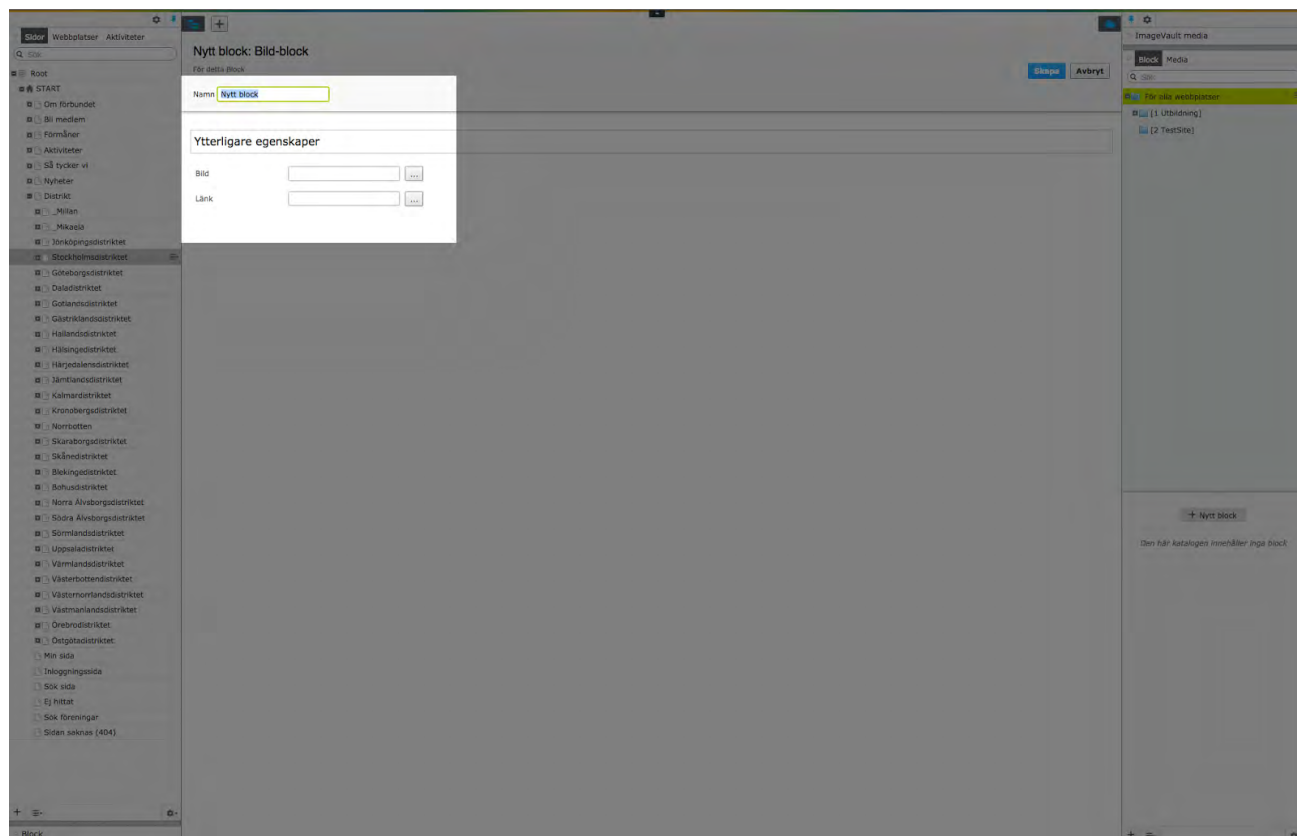 Sidor Webbplatser Aktiviteter
Sök
Root
START
Om förbundet
Bli medlem
Förmåner
Aktiviteter
Så tycker vi
Nyheter
Distrikt
_Millan
_Mikaela
Jönköpingsdistriktet
Stockholmsdistriktet
Göteborgsdistriktet
Daladistriktet
Gotlandsdistriktet
Gästriklandsdistriktet
Hallandsdistriktet
Hälsingedistriktet
Härjedalensdistriktet
Jämtlandsdistriktet
Kalmardistriktet
Kronobergsdistriktet
Norrbotten
Skaraborgsdistriktet
Skånedistriktet
Blekingedistriktet
Bohusdistriktet
Norra Älvsborgsdistriktet
Södra Älvsborgsdistriktet
Sörmlandsdistriktet
Uppsaladistriktet
Värmlandsdistriktet
Västerbottendistriktet
Västernorrlandsdistriktet
Västmanlandsdistriktet
Örebrodistriktet
Östgötadistriktet
Min sida
Inloggningssida
Sök sida
Ej hittat
Sök föreningar
Sidan saknas (404)
Block
Nytt block: Bild-block
För detta Block
Skapa Avbryt
Namn Nytt block
Ytterligare egenskaper
Bild ...
Länk ...
ImageVault media
Block Media
Sök
För alla webbplatser
[1 Utbildning]
[2 TestSite]
+ Nytt block
Den här katalogen innehåller inga block